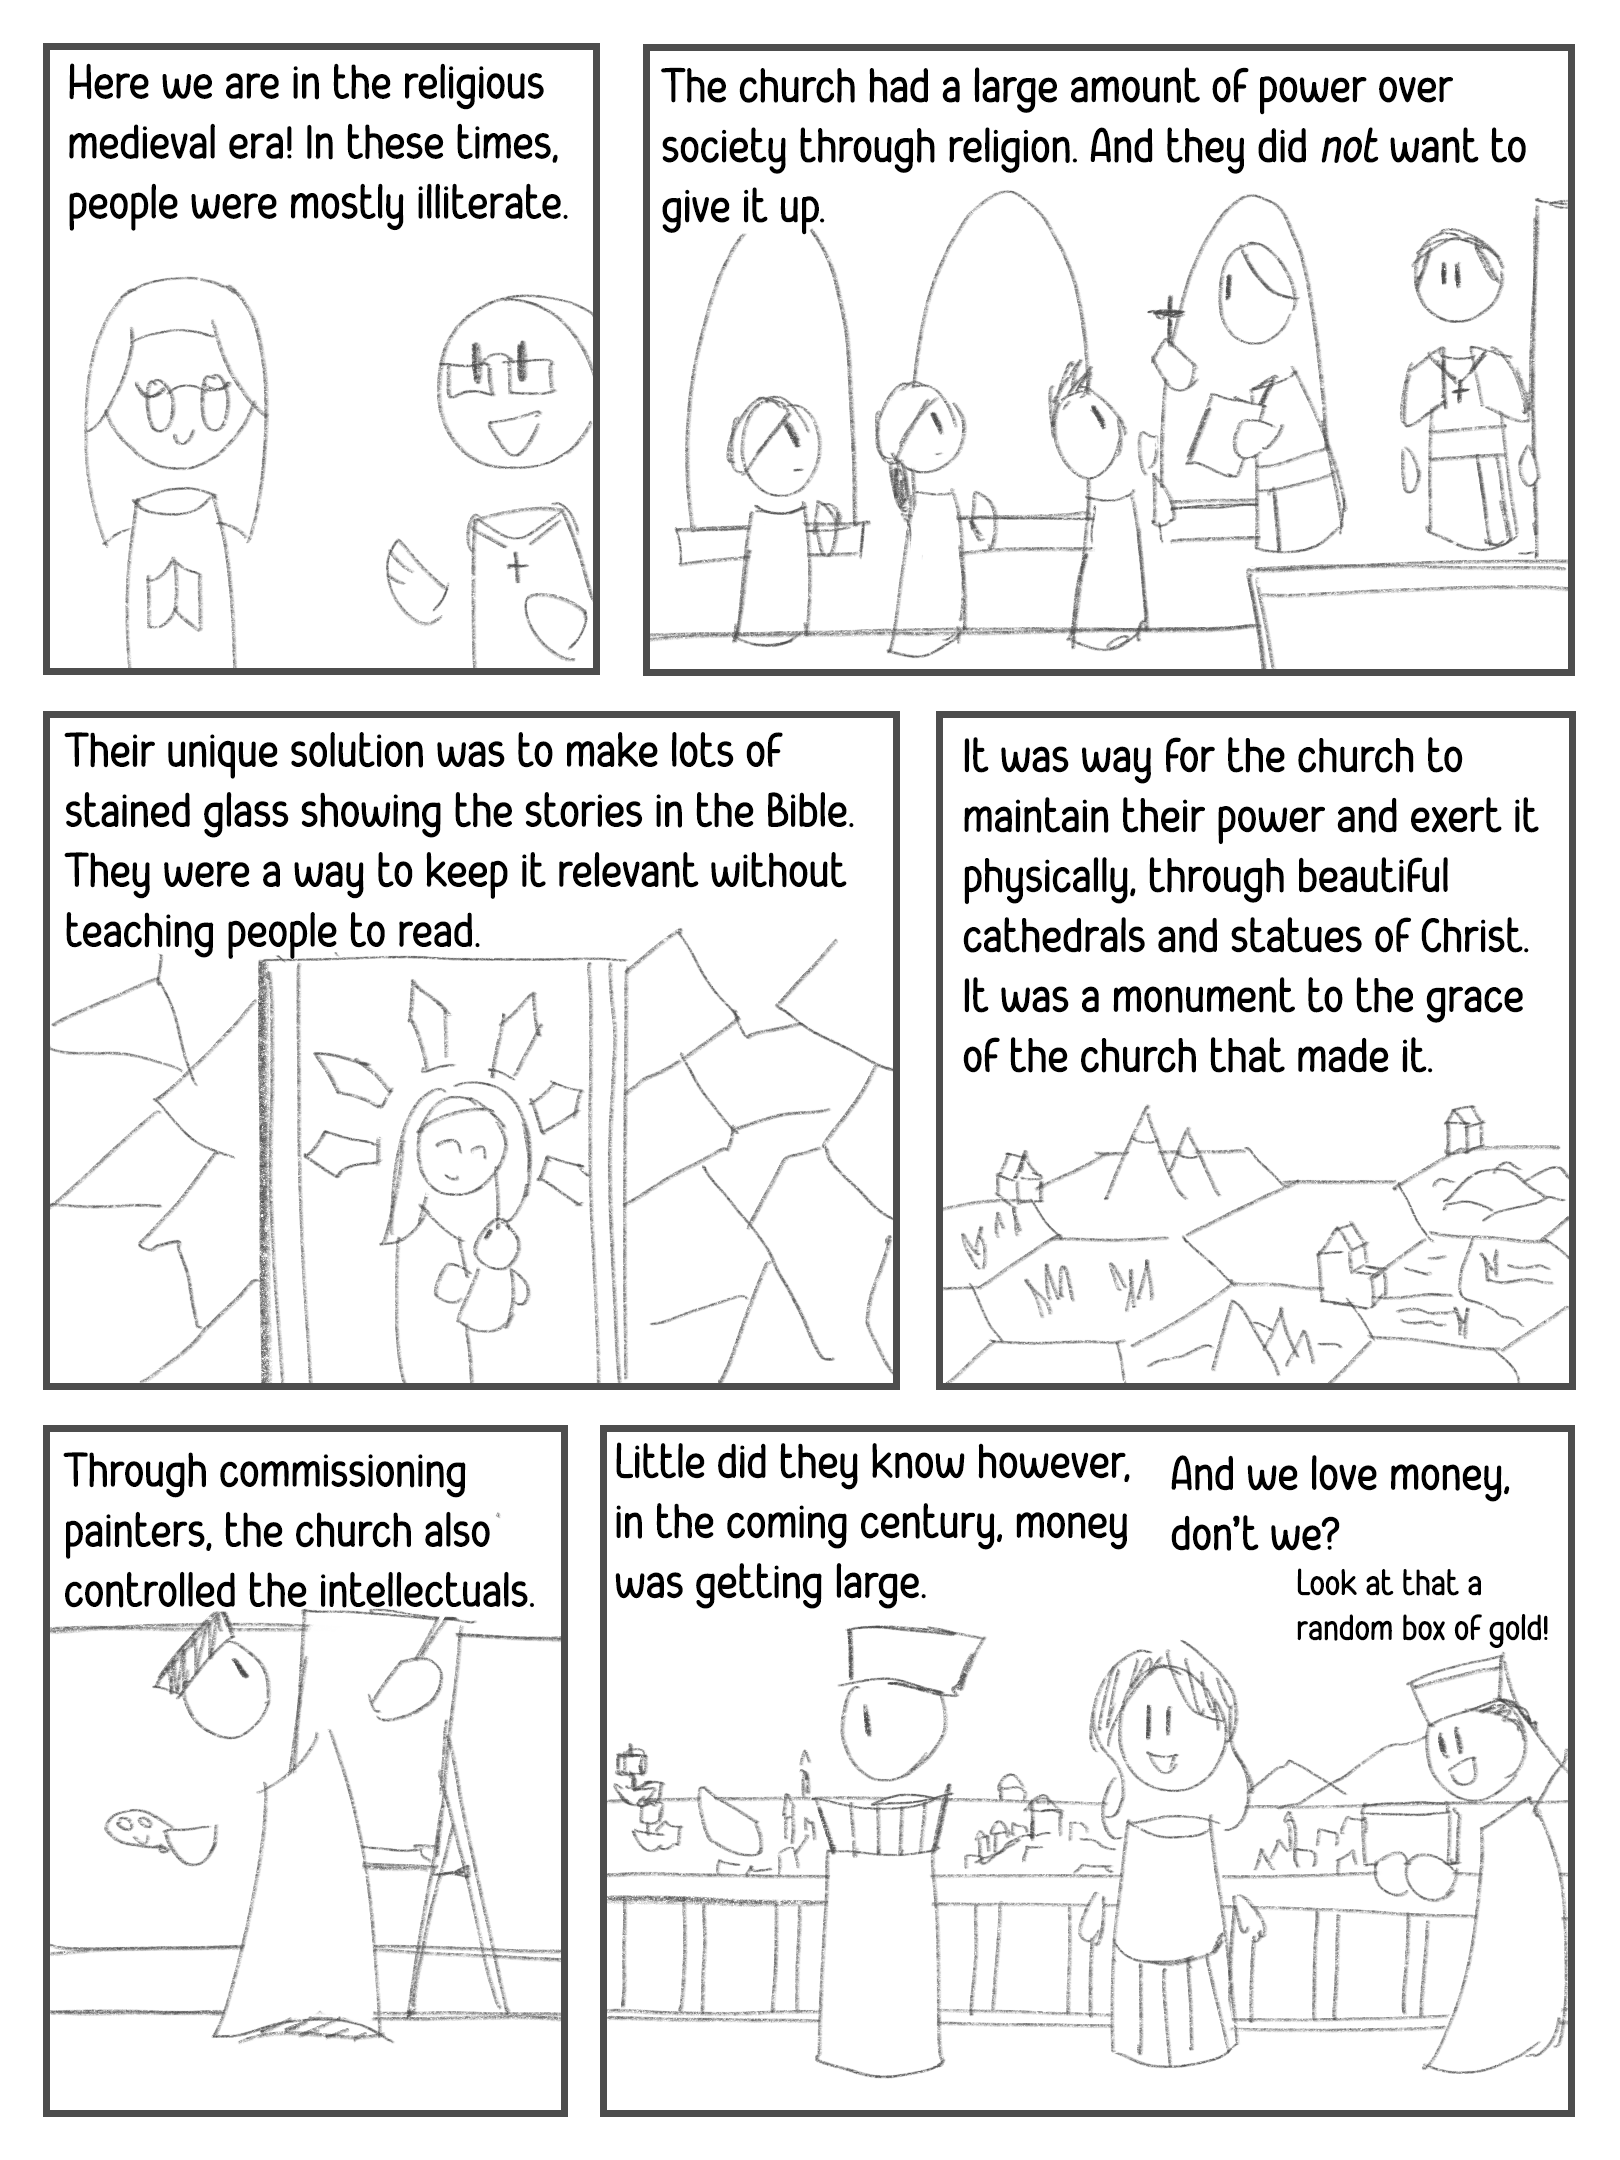 Here we are in the religious
medieval era! In these times,
people were mostly illiterate.
The church had a large amount of power over
society through religion. And they did not want to
give it up.
Their unique solution was to make lots of
stained glass showing the stories in the Bible.
They were a way to keep it relevant without
teaching people to read.
It was way for the church to
maintain their power and exert it
physically, through beautiful
cathedrals and statues of Christ.
It was a monument to the grace
of the church that made it.
Through commissioning
painters, the church also
controlled the intellectuals.
Little did they know however,
in the coming century, money
was getting large.
And we love money,
don't we?
Look at that a
random box of gold!